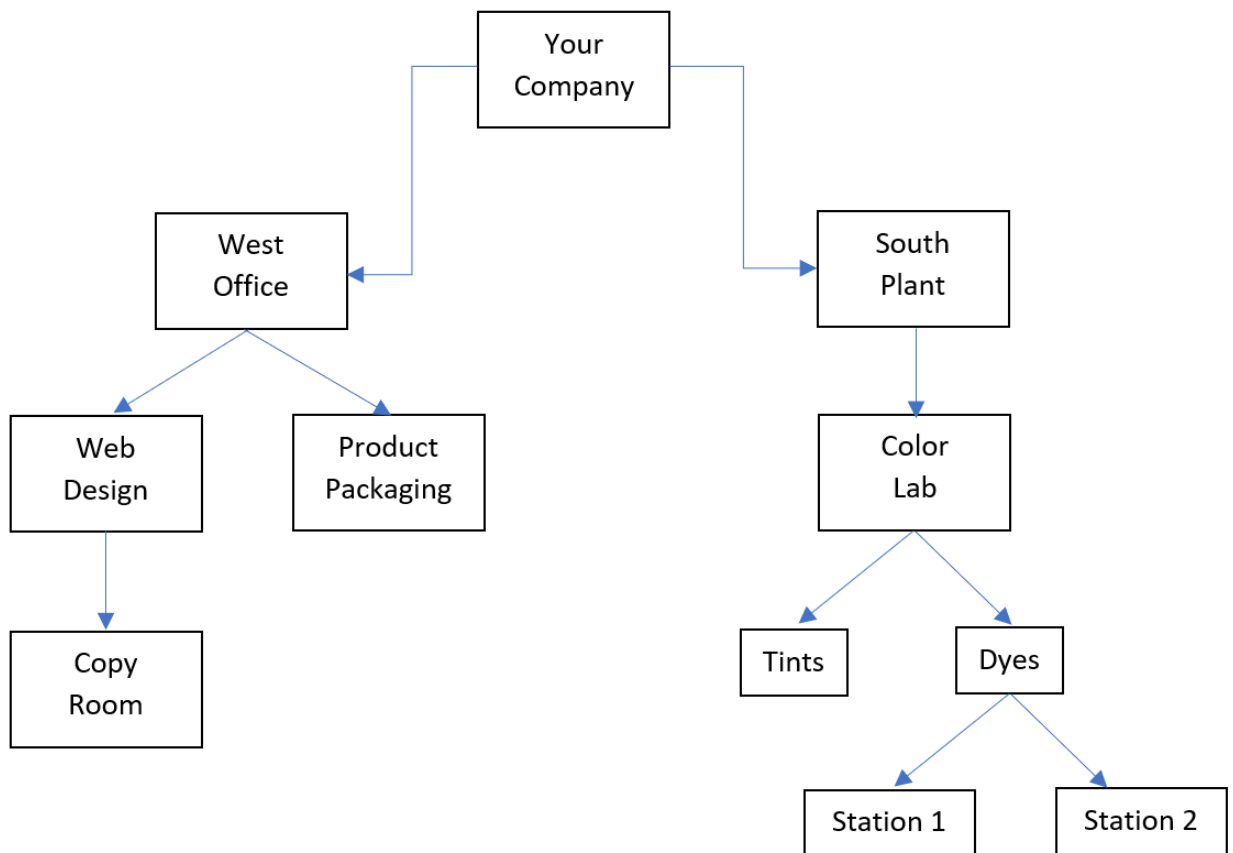 Your
Company
West
Office
South
Plant
Web
Design
Product
Packaging
Color
Lab
Copy
Room
Tints
Dyes
Station 1
Station 2